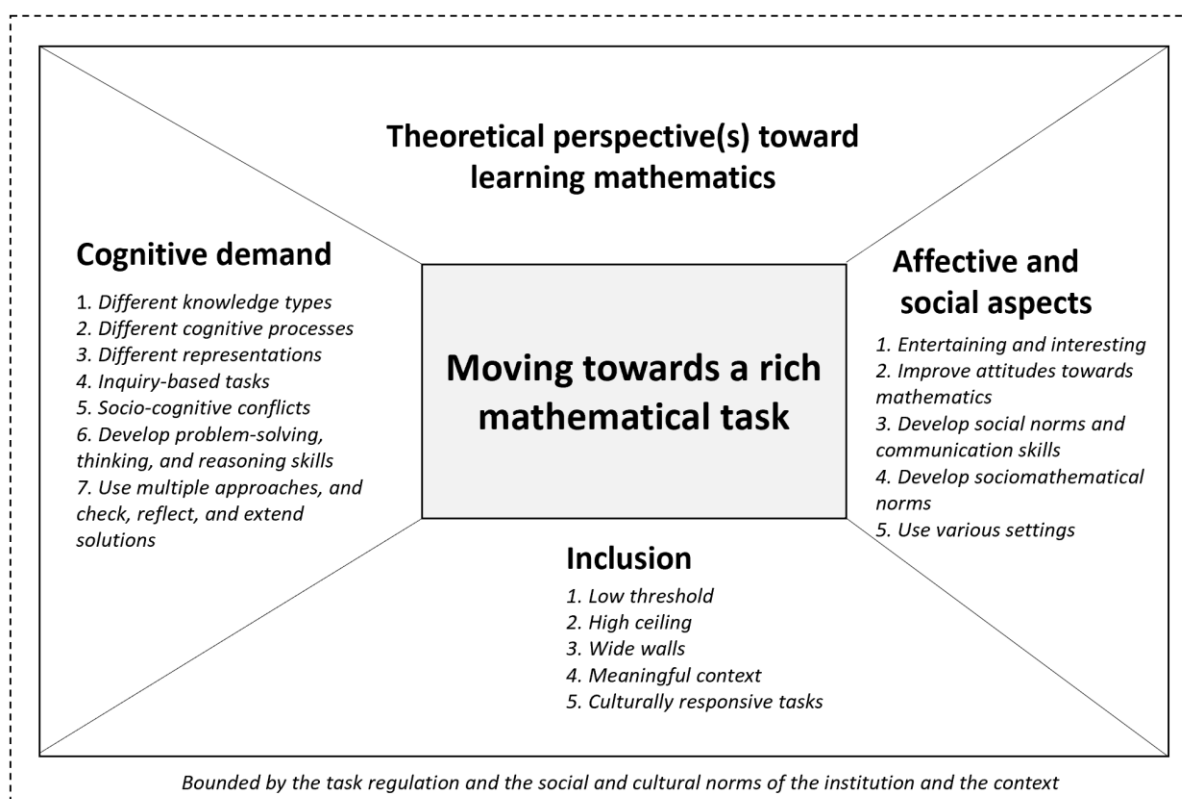 Theoretical perspective(s) toward
learning mathematics
Cognitive demand
1. Different knowledge types
2. Different cognitive processes
3. Different representations
4. Inquiry-based tasks
5. Socio-cognitive conflicts
6. Develop problem-solving,
thinking, and reasoning skills
7. Use multiple approaches, and
check, reflect, and extend
solutions
Moving towards a rich
mathematical task
Affective and
social aspects
1. Entertaining and interesting
2. Improve attitudes towards
mathematics
3. Develop social norms and
communication skills
4. Develop sociomathematical
norms
5. Use various settings
Inclusion
1. Low threshold
2. High ceiling
3. Wide walls
4. Meaningful context
5. Culturally responsive tasks
Bounded by the task regulation and the social and cultural norms of the institution and the context